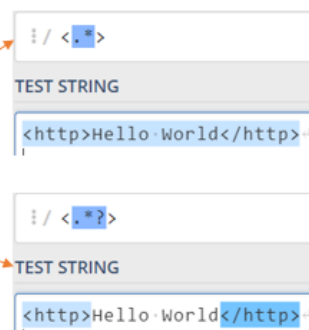 / <.*>
TEST STRING
<http>Hello·World</http>
/ <.*?>
TEST STRING
<http>Hello·World</http>